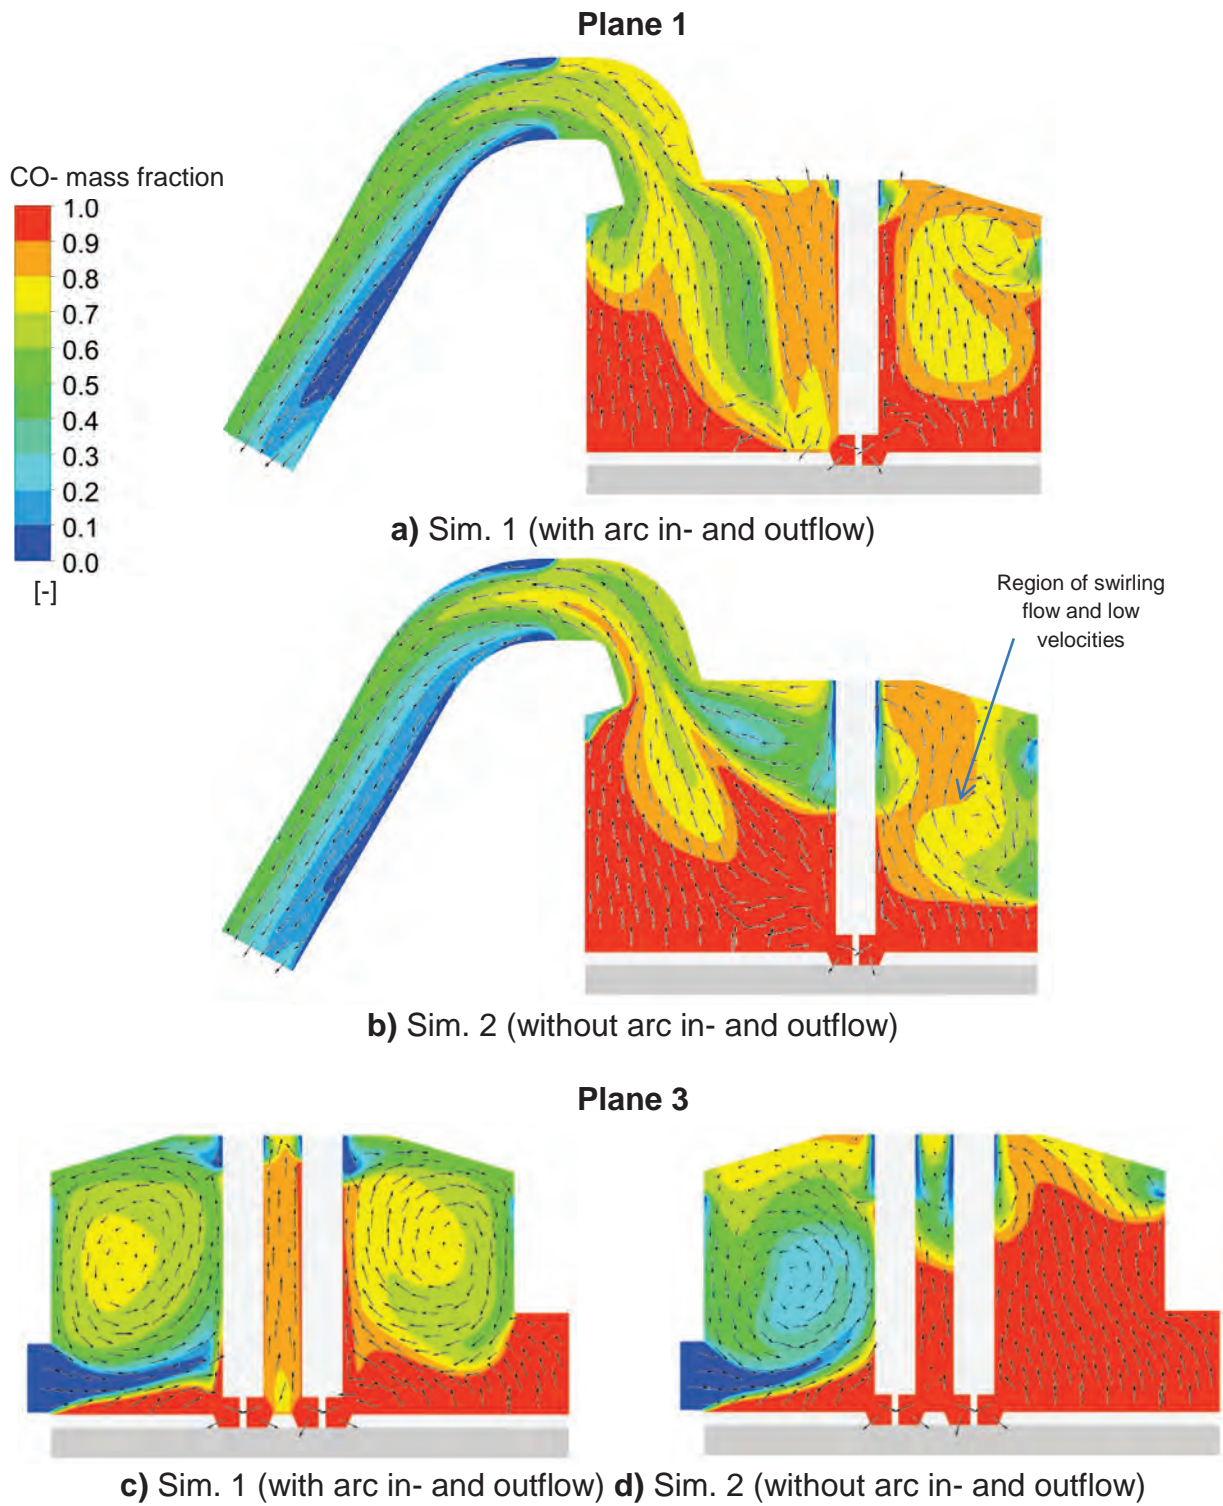 Plane 1
CO- mass fraction
1.0
0.9
0.8
0.7
0.6
0.5
0.4
0.3
0.2
0.1
0.0
[-]
a) Sim. 1 (with arc in- and outflow)
Region of swirling
flow and low
velocities
b) Sim. 2 (without arc in- and outflow)
Plane 3
c) Sim. 1 (with arc in- and outflow) d) Sim. 2 (without arc in- and outflow)